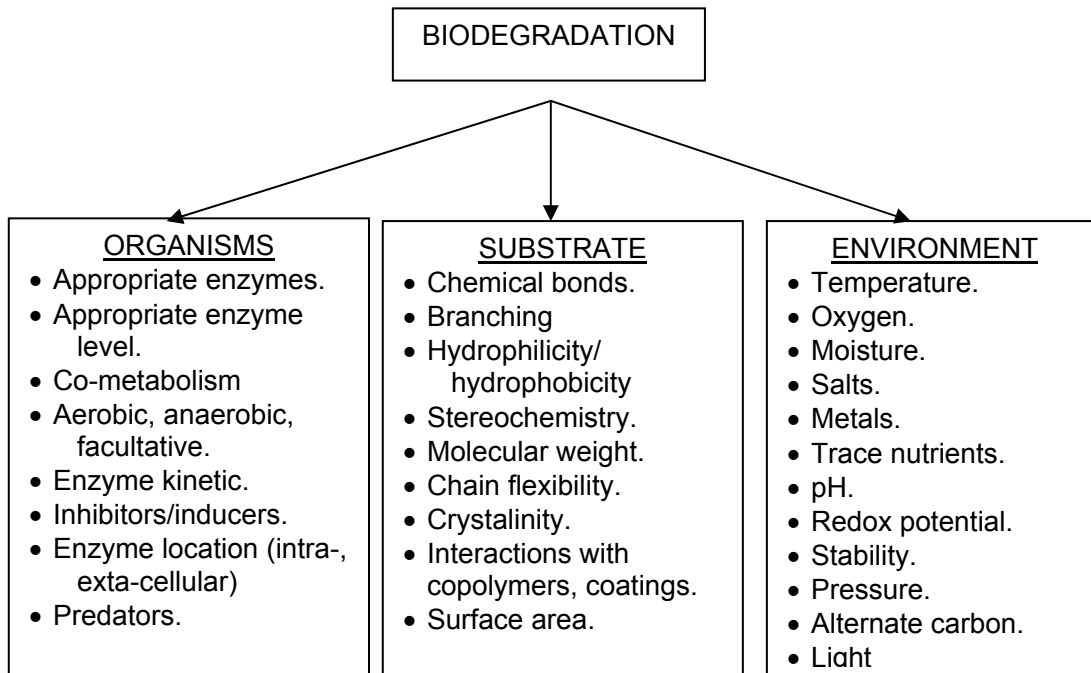 BIODEGRADATION
ORGANISMS
• Appropriate enzymes.
• Appropriate enzyme
level.
• Co-metabolism
• Aerobic, anaerobic,
facultative.
• Enzyme kinetic.
• Inhibitors/inducers.
• Enzyme location (intra-,
exta-cellular)
• Predators.
SUBSTRATE
• Chemical bonds.
• Branching
• Hydrophilicity/
hydrophobicity
• Stereochemistry.
• Molecular weight.
• Chain flexibility.
• Crystalinity.
• Interactions with
copolymers, coatings.
• Surface area.
ENVIRONMENT
• Temperature.
• Oxygen.
• Moisture.
• Salts.
• Metals.
• Trace nutrients.
• pH.
• Redox potential.
• Stability.
• Pressure.
• Alternate carbon.
• Light